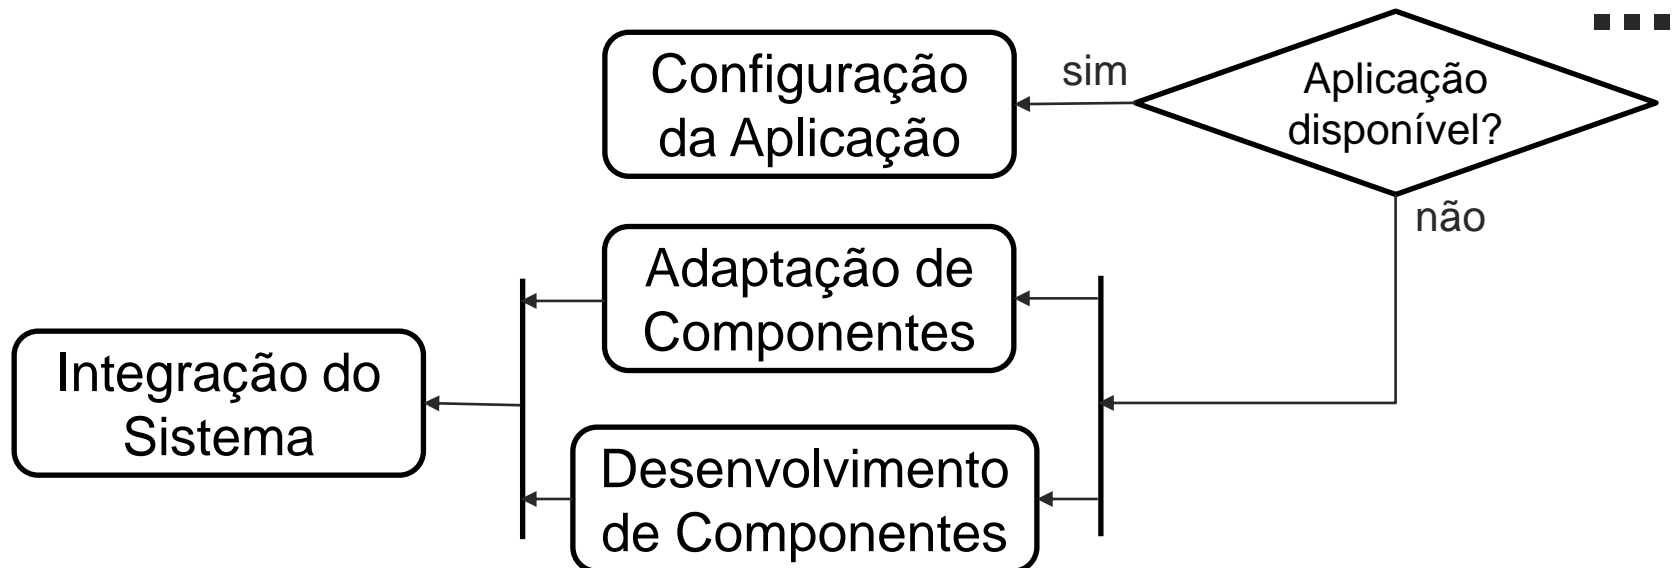 Configuração
da Aplicação
sim
Aplicação
disponível?
não
Adaptação de
Componentes
Integração do
Sistema
Desenvolvimento
de Componentes